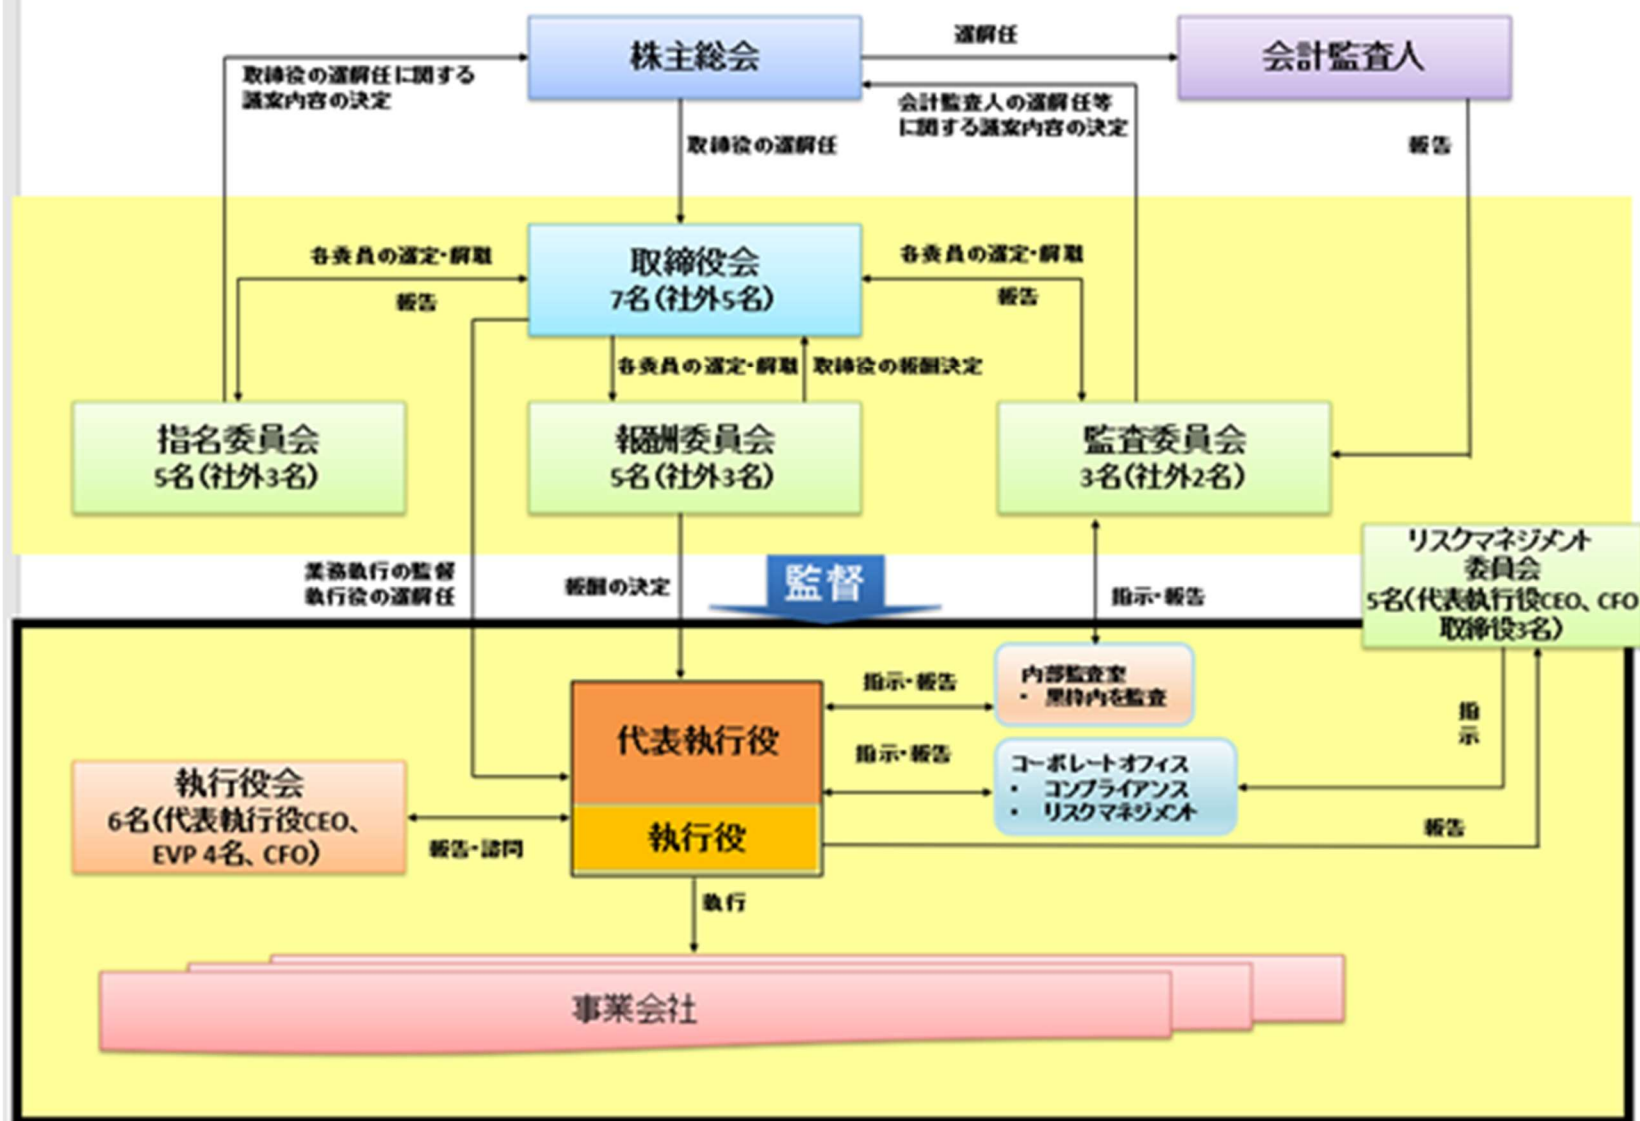 株主総会
選解任
会計監査人
取締役の選解任に関する
議案内容の決定
会計監査人の選解任等
に関する議案内容の決定
取締役の選解任
報告
各委員の選定・解職
取締役会
7名(社外5名)
各委員の選定・解職
報告
報告
各委員の選定・解職
取締役の報酬決定
指名委員会
5名(社外3名)
報酬委員会
5名(社外3名)
監査委員会
3名(社外2名)
リスクマネジメント
委員会
5名(代表執行役CEO、CFO
取締役3名)
業務執行の監督
執行役の選解任
報酬の決定
監督
指示・報告
内部監査室
・ 黒枠内を監査
指示・報告
代表執行役
指示・報告
コーポレートオフィス
・ コンプライアンス
・ リスクマネジメント
指示
執行役会
6名(代表執行役CEO、
EVP 4名、CFO)
報告・諮問
執行役
報告
執行
事業会社